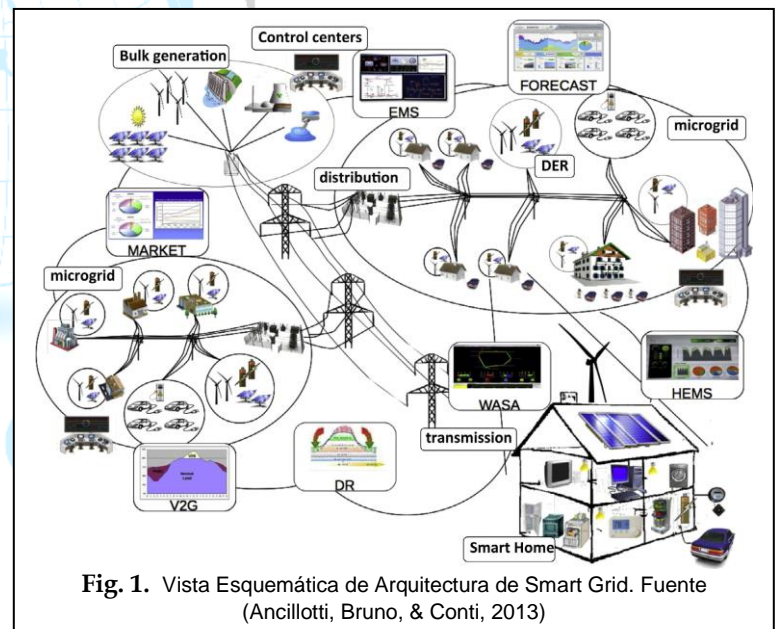 Control centers
Bulk generation
FORECAST
EMS
microgrid
DER
distribution
MARKET
microgrid
WASA
HEMS
transmission
DR
V2G
Smart Home
Fig. 1. Vista Esquemática de Arquitectura de Smart Grid. Fuente
(Ancillotti, Bruno, & Conti, 2013)